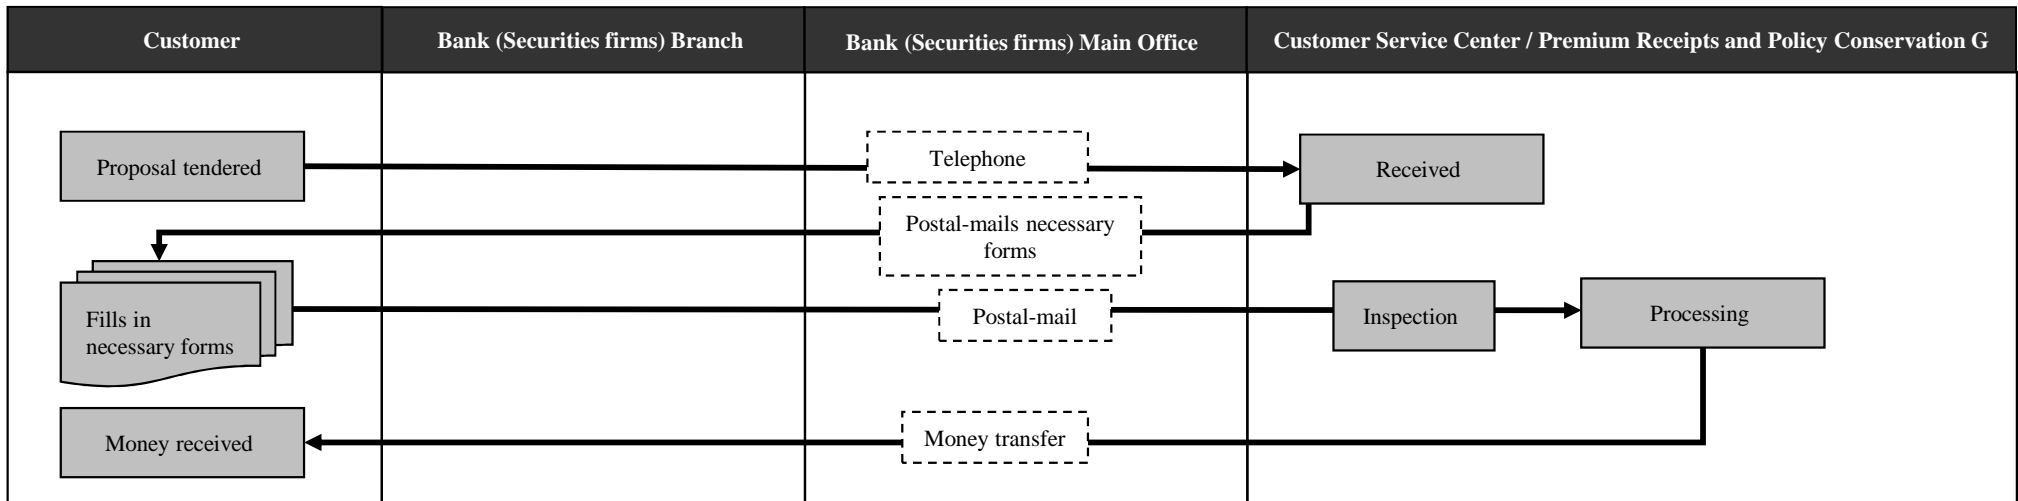 Customer
Bank (Securities firms) Branch
Bank (Securities firms) Main Office
Customer Service Center / Premium Receipts and Policy Conservation G
Proposal tendered
Telephone
Received
Postal-mails necessary
forms
Fills in
necessary forms
Postal-mail
Inspection
Processing
Money received
Money transfer